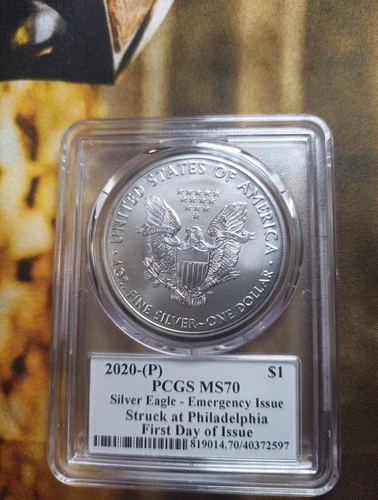 UNITED STATES OF AMERICA
1 OZ. FINE SILVER~ONE DOLLAR
2020-(P) $1
PCGS MS70
Silver Eagle - Emergency Issue
Struck at Philadelphia
First Day of Issue
819014.70/40372597